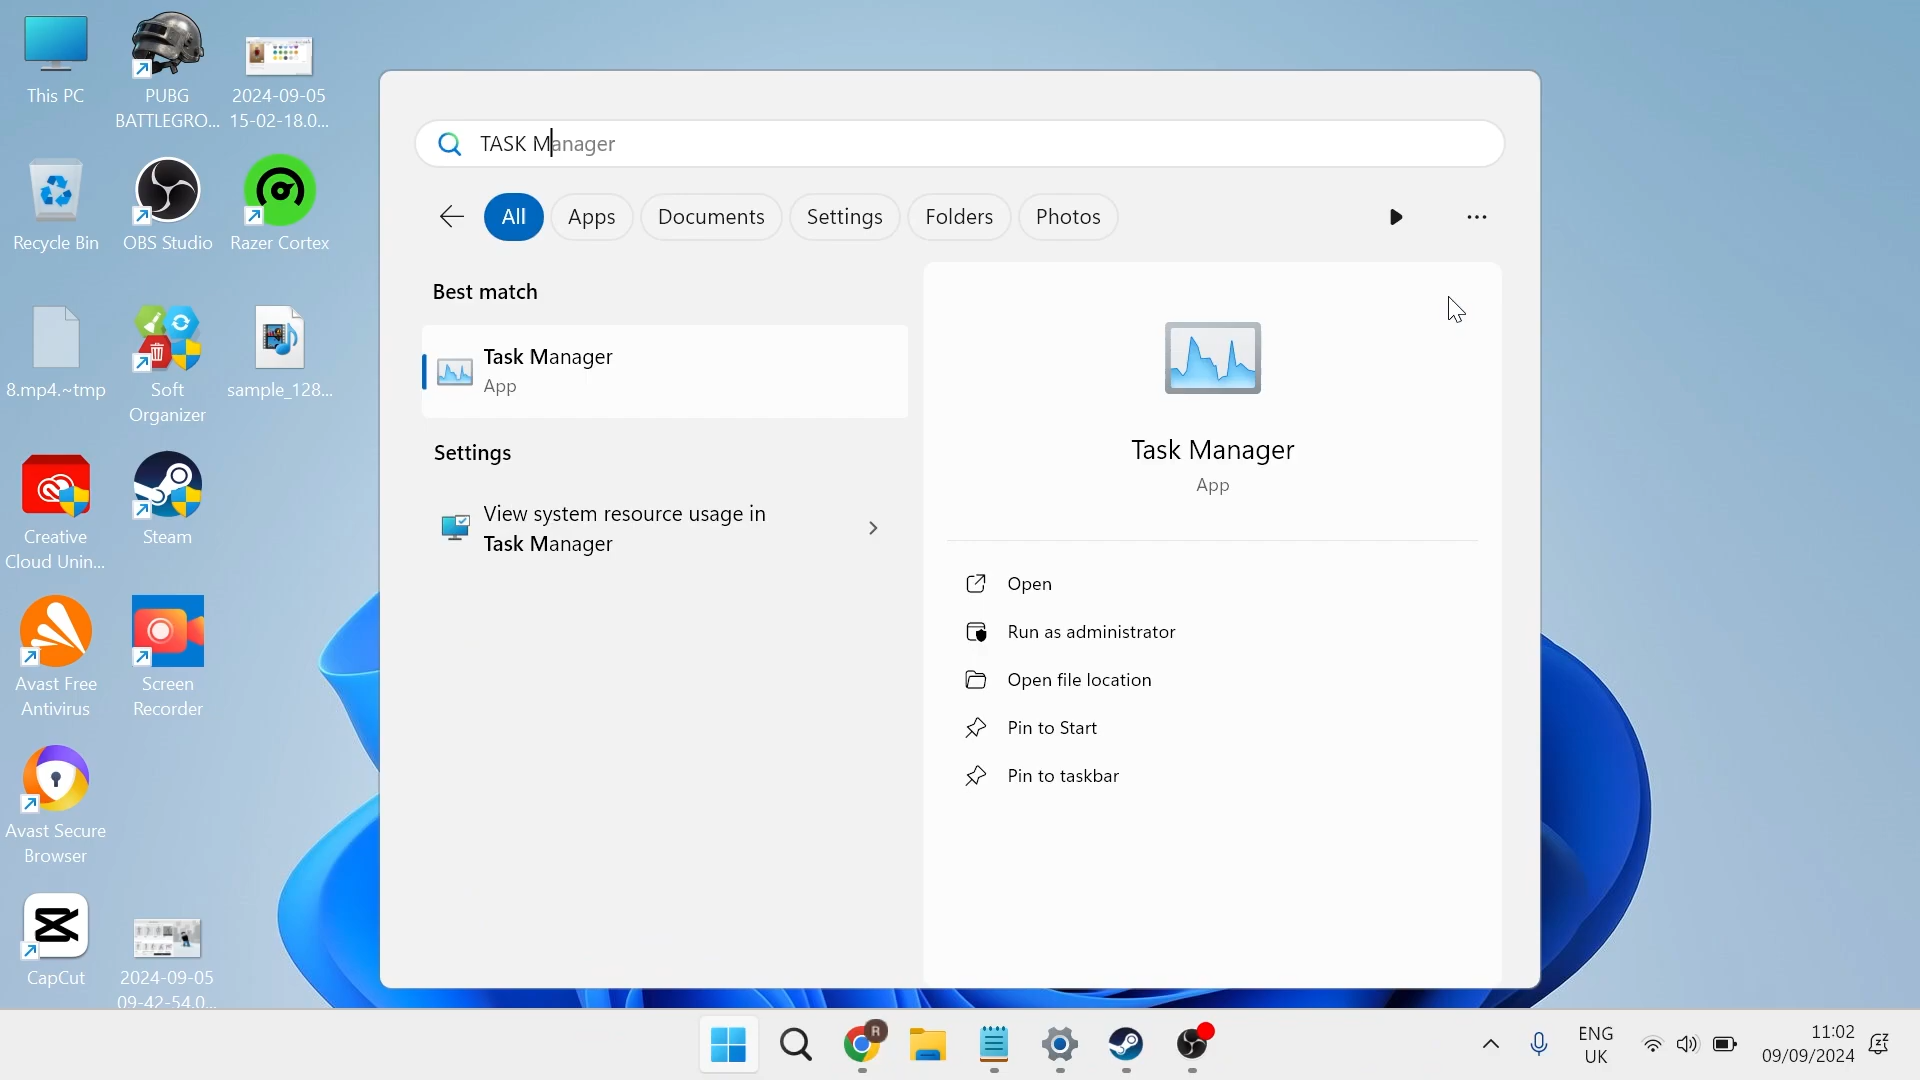 This PC
PUBG
BATTLEGRO...
2024-09-05
15-02-18.0...
Recycle Bin
OBS Studio
Razer Cortex
8.mp4.~tmp
Soft
Organizer
sample_128...
Creative
Cloud Unin...
Steam
Avast Free
Antivirus
Screen
Recorder
Avast Secure
Browser
CapCut
2024-09-05
09-42-54.0...
TASK Manager
All
Apps
Documents
Settings
Folders
Photos
Best match
Task Manager
App
Settings
View system resource usage in
Task Manager
Task Manager
App
Open
Run as administrator
Open file location
Pin to Start
Pin to taskbar
R
ENG
UK
11:02
09/09/2024